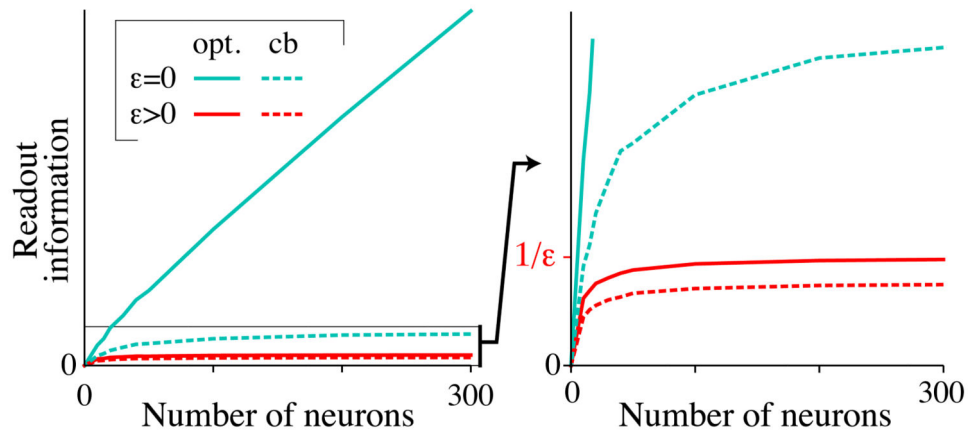 opt. cb
ε=0
ε>0
Readout
information
0
0 300
Number of neurons
1/ε
0
0 300
Number of neurons